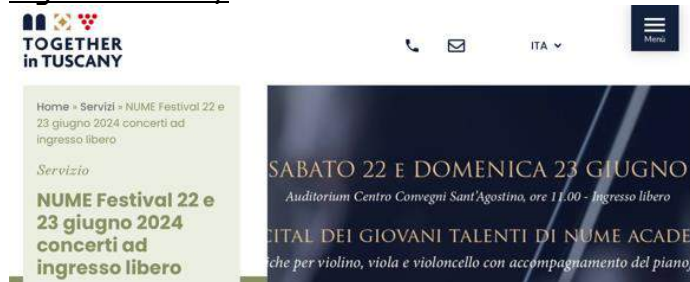 TOGETHER
in TUSCANY
ITA
Menù
Home » Servizi » NUME Festival 22 e
23 giugno 2024 concerti ad
ingresso libero
Servizio
NUME Festival 22 e
23 giugno 2024
concerti ad
ingresso libero
SABATO 22 E DOMENICA 23 GIUGNO
Auditorium Centro Convegni Sant'Agostino, ore 11.00 - Ingresso libero
CITAL DEI GIOVANI TALENTI DI NUME ACADE
iche per violino, viola e violoncello con accompagnamento del piano,